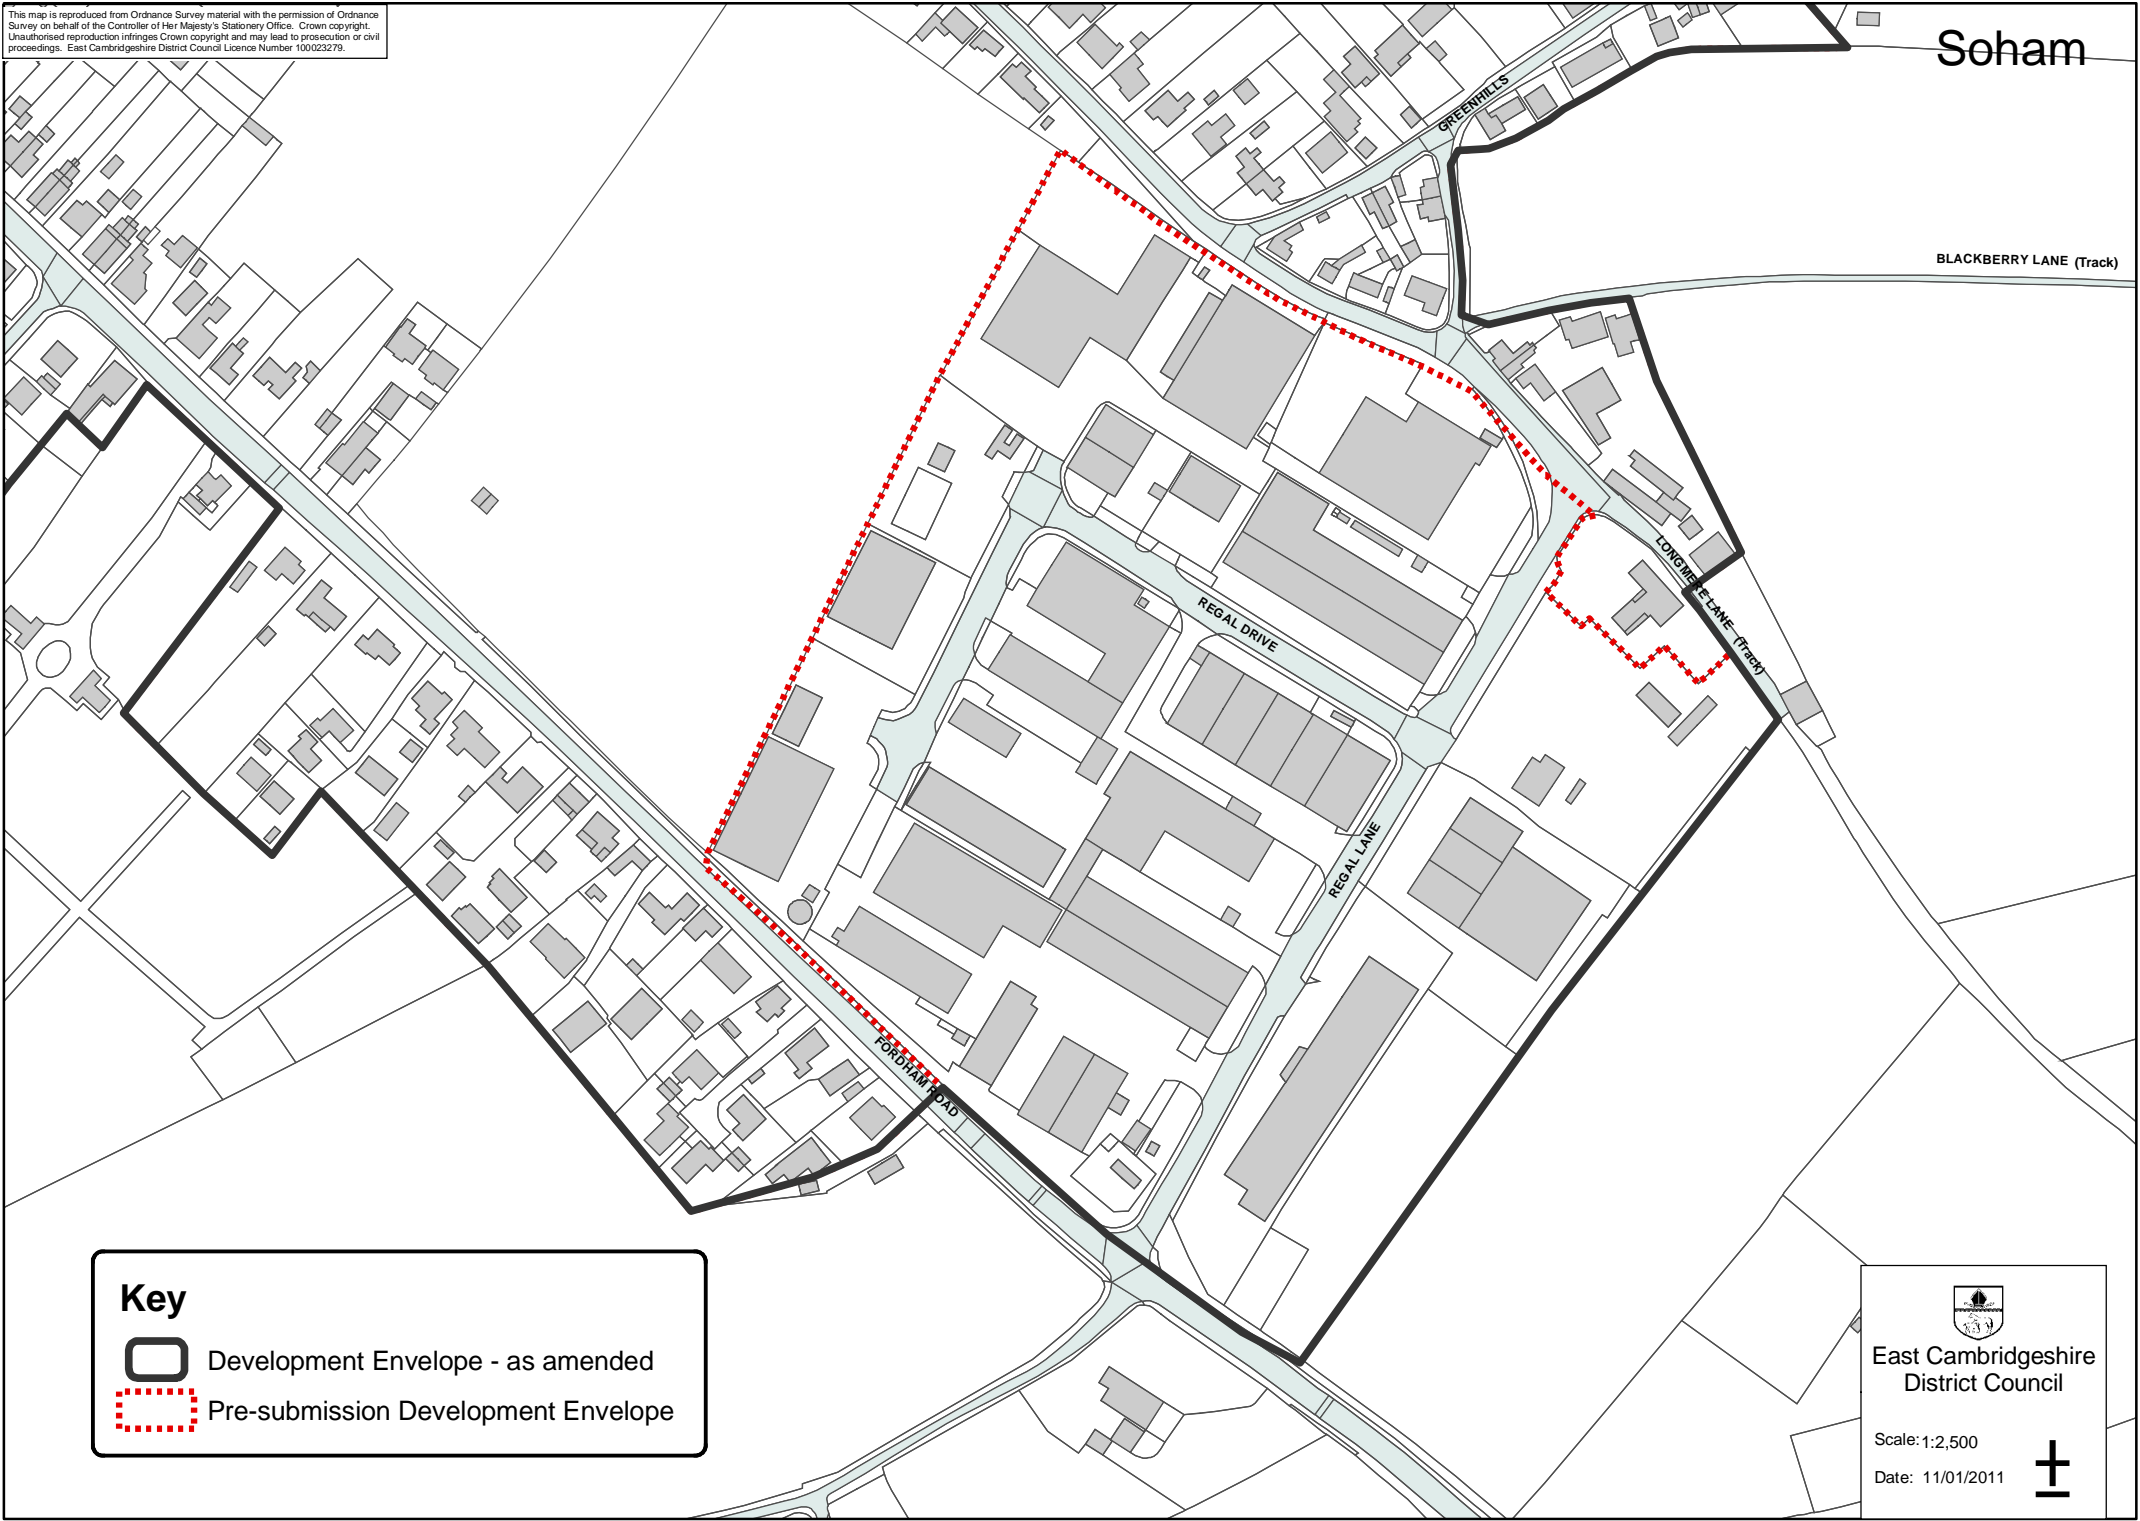 This map is reproduced from Ordnance Survey material with the permission of Ordnance
Survey on behalf of the Controller of Her Majesty's Stationery Office. Crown copyright.
Unauthorised reproduction infringes Crown copyright and may lead to prosecution or civil
proceedings. East Cambridgeshire District Council Licence Number 100023279.
Soham
GREENHILLS
BLACKBERRY LANE (Track)
LONGMERE LANE (Track)
REGAL DRIVE
REGAL LANE
FORDHAM ROAD
Key
Development Envelope - as amended
Pre-submission Development Envelope
East Cambridgeshire
District Council
Scale: 1:2,500
Date: 11/01/2011